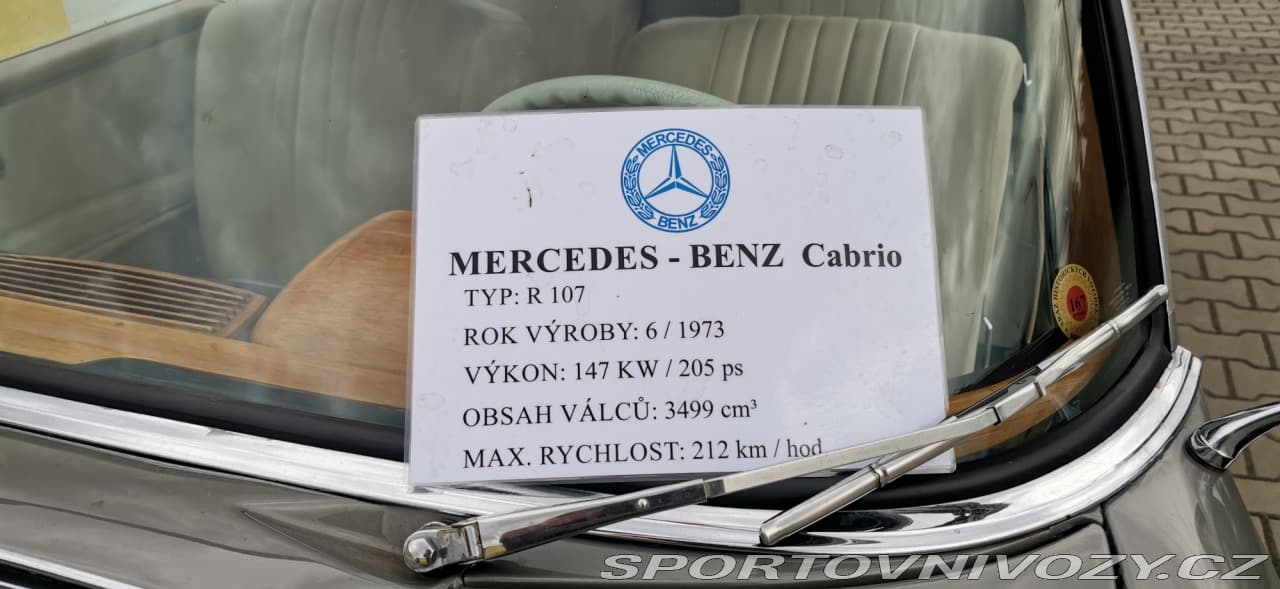 MERCEDES
BENZ
MERCEDES - BENZ Cabrio
TYP: R 107
ROK VÝROBY: 6 / 1973
VÝKON: 147 KW / 205 ps
OBSAH VÁLCŮ: 3499 cm³
MAX. RYCHLOST: 212 km / hod
167
SPORTOVNIVOZY.CZ